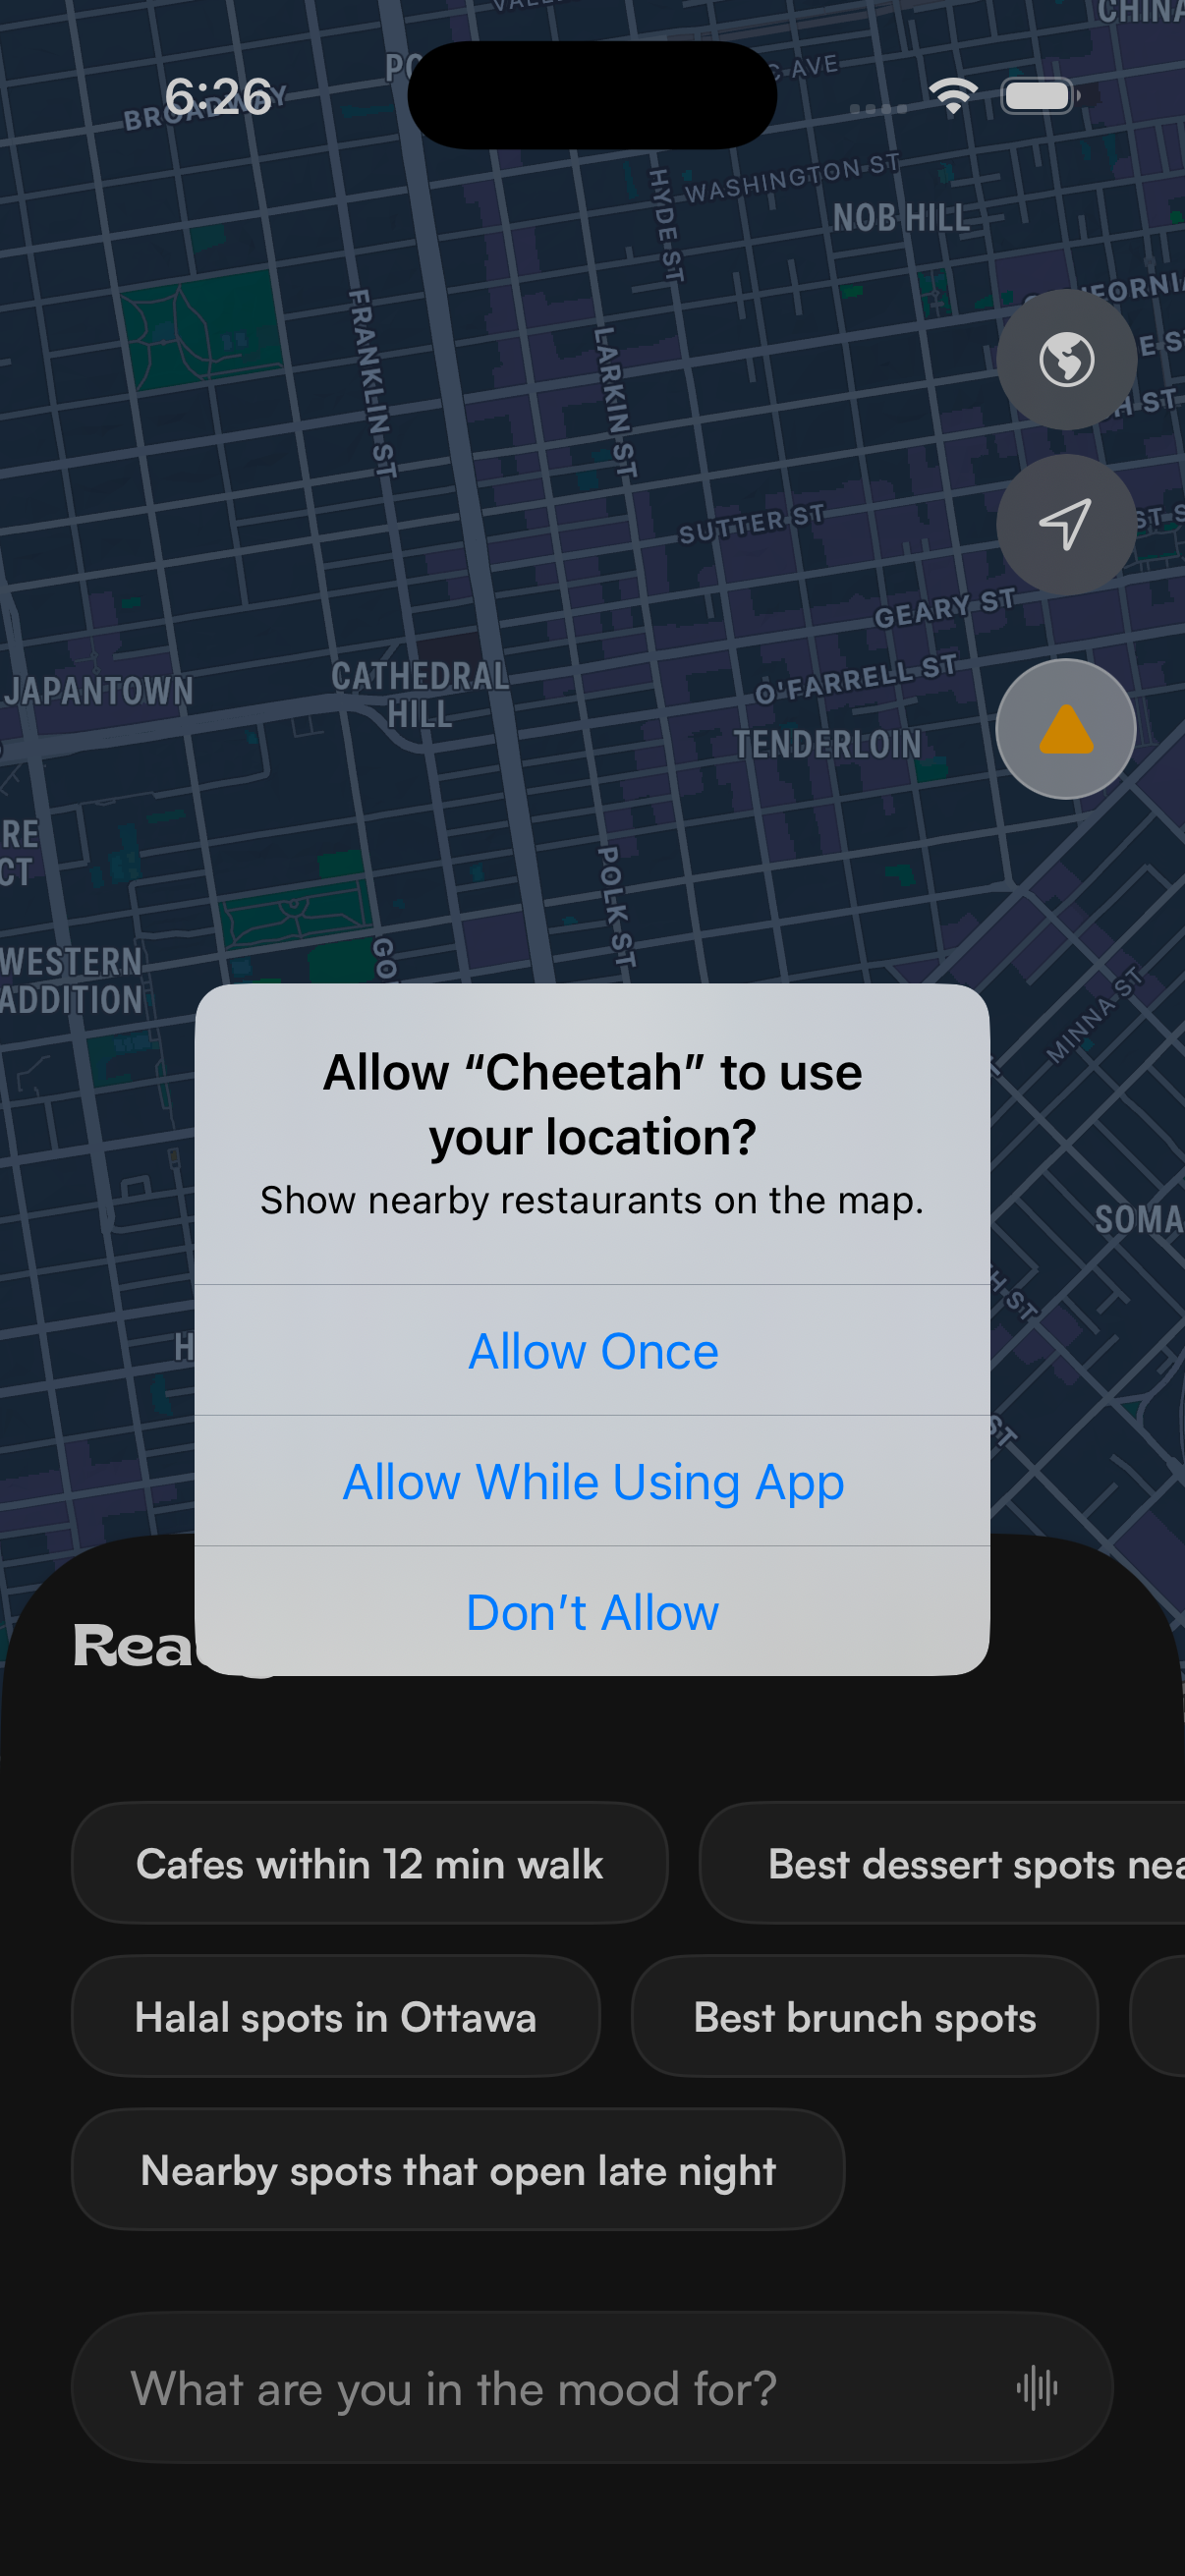 CHINA
BROADWAY
6:26
WASHINGTON ST
NOB HILL
HYDE ST
FRANKLIN ST
LARKIN ST
SUTTER ST
GEARY ST
O'FARRELL ST
JAPANTOWN
CATHEDRAL
HILL
TENDERLOIN
POLK ST
WESTERN
ADDITION
MINNA ST
SOMA
Allow “Cheetah” to use
your location?
Show nearby restaurants on the map.
Allow Once
Allow While Using App
Don’t Allow
Cafes within 12 min walk
Best dessert spots
Halal spots in Ottawa
Best brunch spots
Nearby spots that open late night
What are you in the mood for?